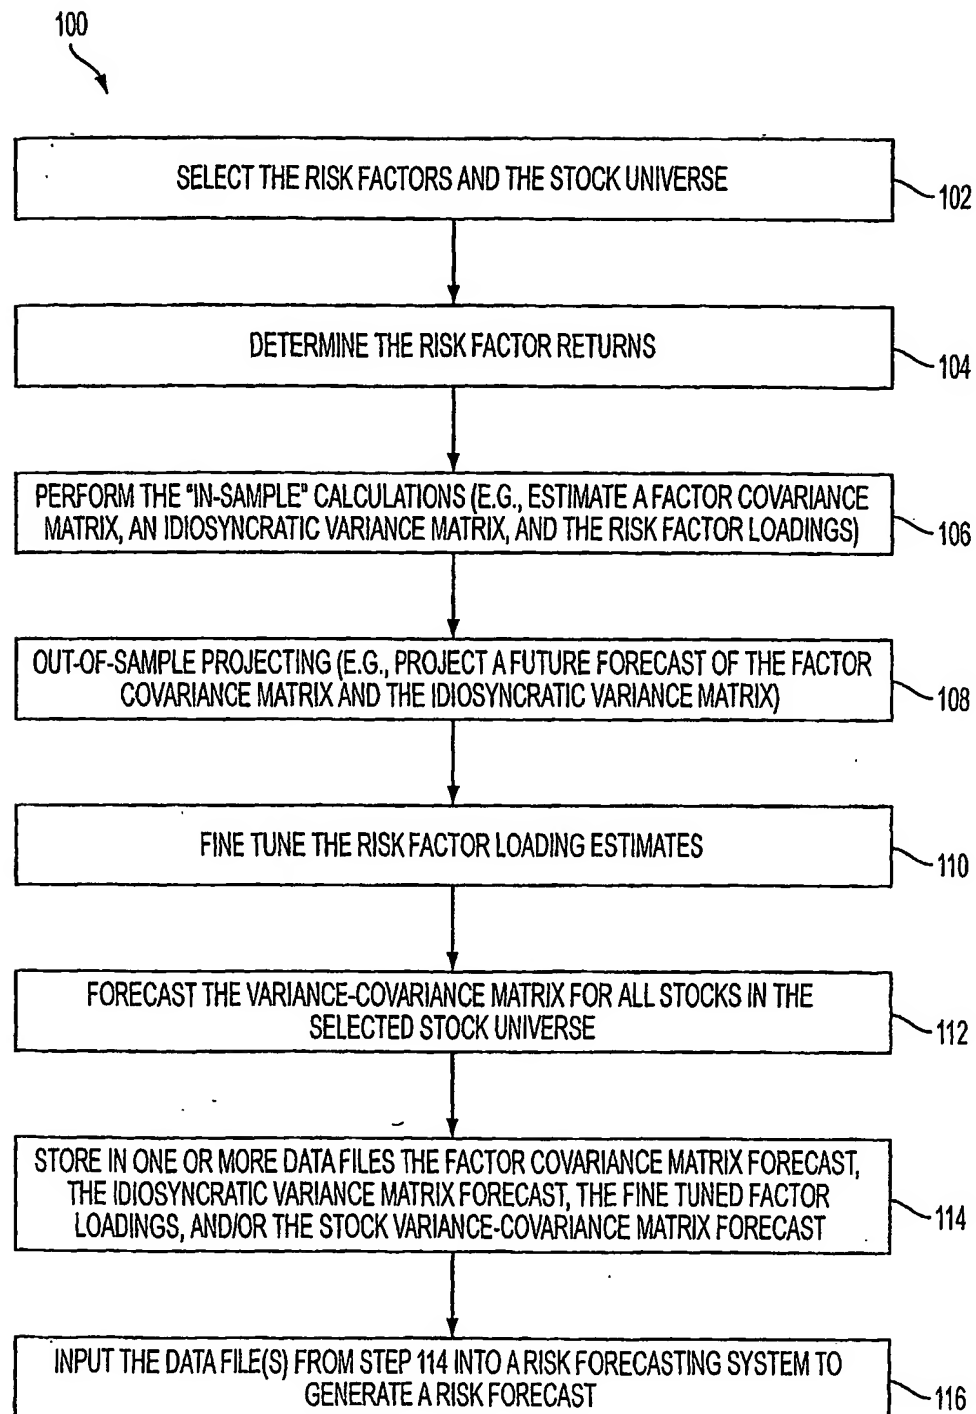 100
SELECT THE RISK FACTORS AND THE STOCK UNIVERSE
102
DETERMINE THE RISK FACTOR RETURNS
104
PERFORM THE "IN-SAMPLE" CALCULATIONS (E.G., ESTIMATE A FACTOR COVARIANCE
MATRIX, AN IDIOSYNCRATIC VARIANCE MATRIX, AND THE RISK FACTOR LOADINGS)
106
OUT-OF-SAMPLE PROJECTING (E.G., PROJECT A FUTURE FORECAST OF THE FACTOR
COVARIANCE MATRIX AND THE IDIOSYNCRATIC VARIANCE MATRIX)
108
FINE TUNE THE RISK FACTOR LOADING ESTIMATES
110
FORECAST THE VARIANCE-COVARIANCE MATRIX FOR ALL STOCKS IN THE
SELECTED STOCK UNIVERSE
112
STORE IN ONE OR MORE DATA FILES THE FACTOR COVARIANCE MATRIX FORECAST,
THE IDIOSYNCRATIC VARIANCE MATRIX FORECAST, THE FINE TUNED FACTOR
LOADINGS, AND/OR THE STOCK VARIANCE-COVARIANCE MATRIX FORECAST
114
INPUT THE DATA FILE(S) FROM STEP 114 INTO A RISK FORECASTING SYSTEM TO
GENERATE A RISK FORECAST
116